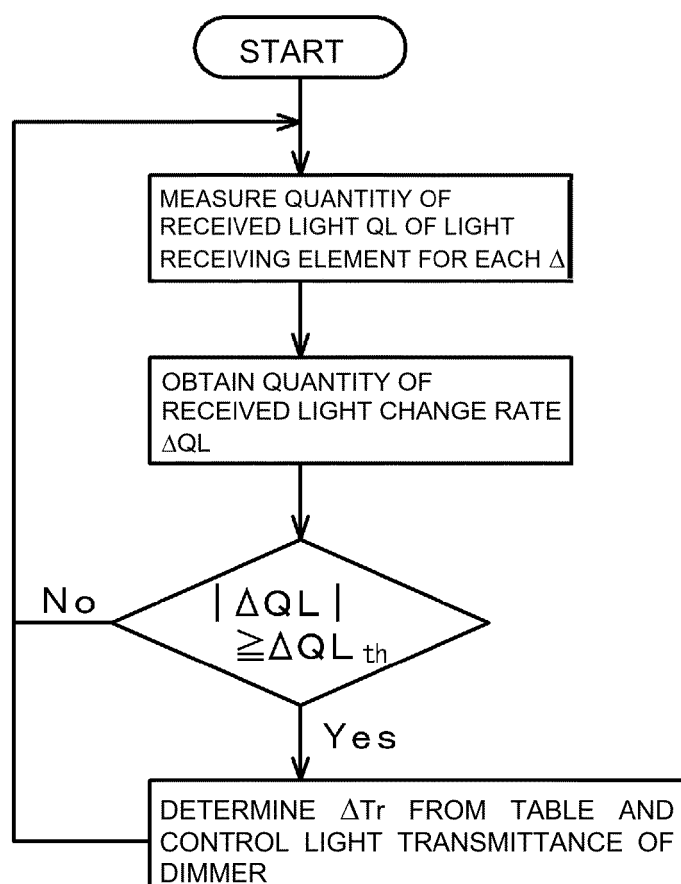 START
MEASURE QUANTITIY OF
RECEIVED LIGHT QL OF LIGHT
RECEIVING ELEMENT FOR EACH Δ
OBTAIN QUANTITY OF
RECEIVED LIGHT CHANGE RATE
ΔQL
No
| ΔQL |
≧ΔQL th
Yes
DETERMINE ΔTr FROM TABLE AND
CONTROL LIGHT TRANSMITTANCE OF
DIMMER